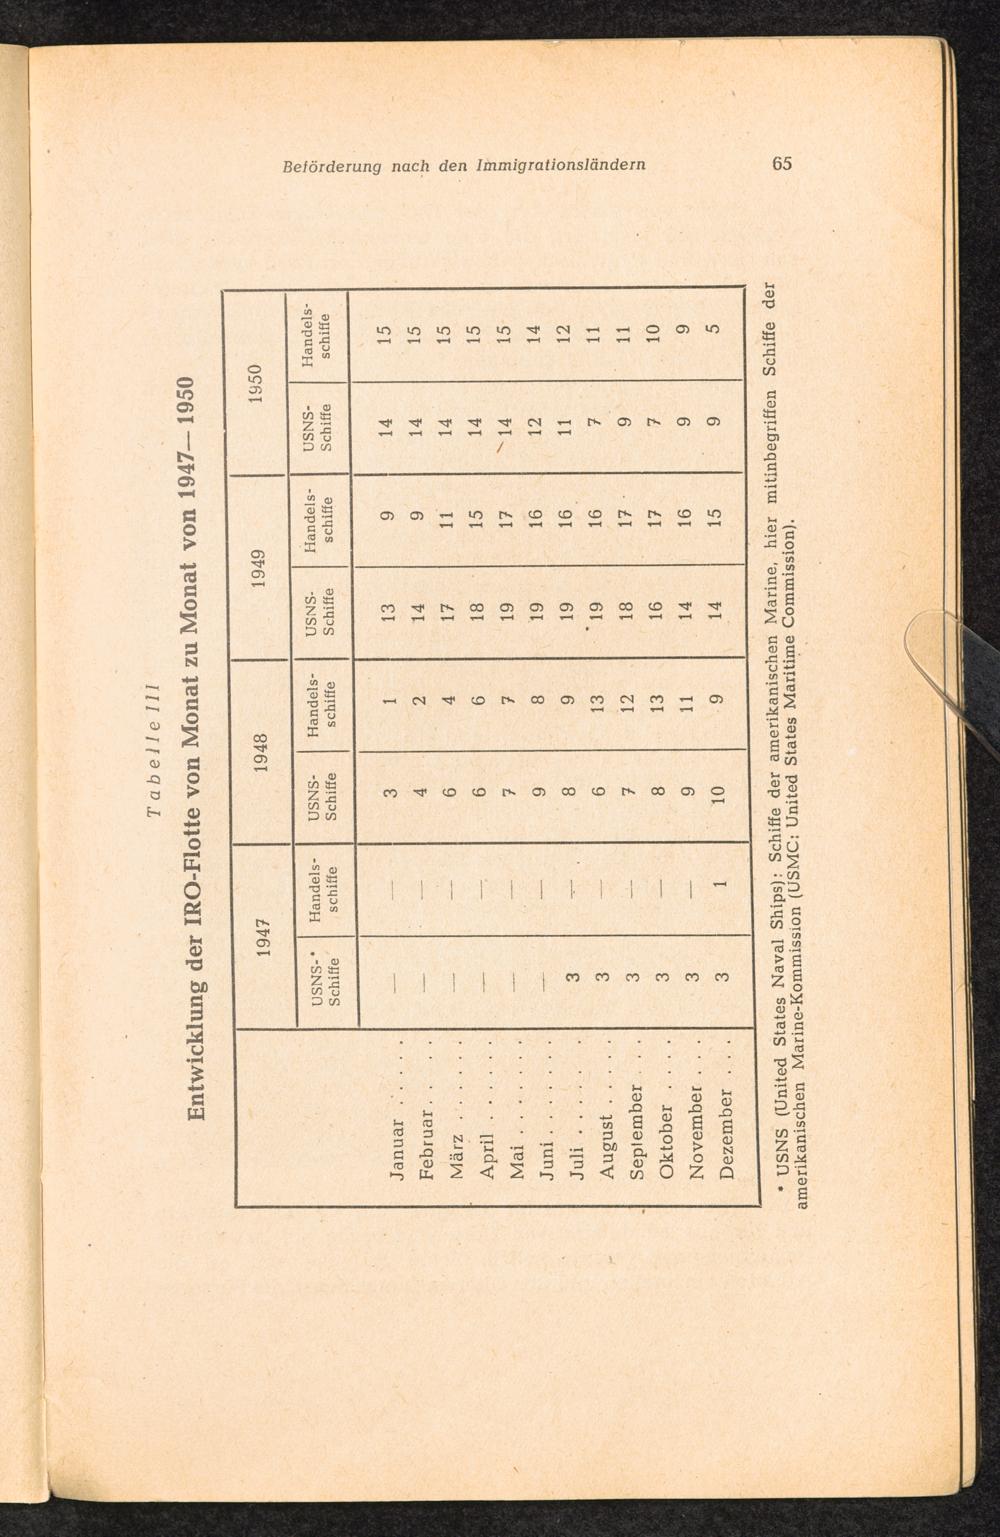 Beförderung nach den Immigrationsländern 65
Tabelle III
Entwicklung der IRO-Flotte von Monat zu Monat von 1947—1950
1947 1948 1949 1950
USNS-* Schiffe Handels- schiffe USNS- Schiffe Handels- schiffe USNS- Schiffe Handels- schiffe USNS- Schiffe Handels- schiffe
Januar . . . . . — — 3 1 13 9 14 15
Februar . . . . — — 4 2 14 9 14 15
März . . . . . . — — 6 4 17 11 14 15
April . . . . . . — — 6 6 18 15 14 15
Mai . . . . . . . — — 7 7 19 17 14 15
Juni . . . . . . . — — 9 8 19 16 12 14
Juli . . . . . . 3 — 8 9 19 16 11 12
August . . . . . 3 — 6 13 19 16 7 11
September . . . 3 — 7 12 18 17 9 11
Oktober . . . . 3 — 8 13 16 17 7 10
November . . . 3 — 9 11 14 16 9 9
Dezember . . . 3 1 10 9 14 15 9 5
* USNS (United States Naval Ships): Schiffe der amerikanischen Marine, hier mitinbegriffen Schiffe der
amerikanischen Marine-Kommission (USMC: United States Maritime Commission).